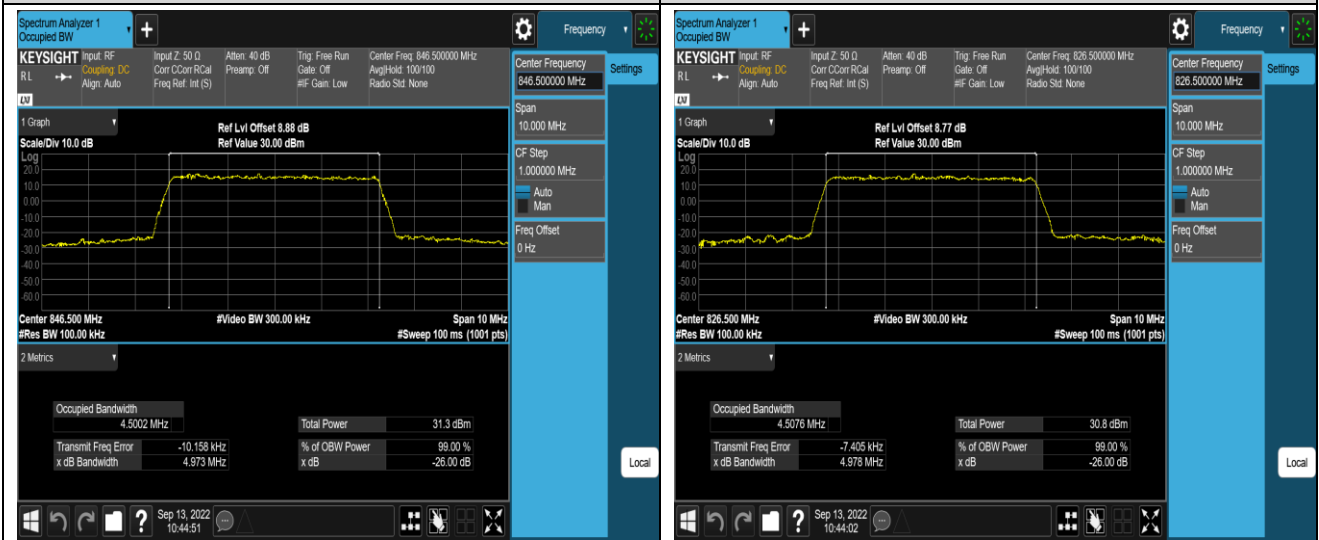 Spectrum Analyzer 1
Occupied BW
+
Frequency
KEYSIGHT Input: RF Input Z: 50 Ω Atten: 40 dB Trig: Free Run Center Freq: 846.500000 MHz
RL Coupling: DC Corr CCorr RCal Preamp: Off Gate: Off Avg|Hold: 100/100
Align: Auto Freq Ref: Int (S) #IF Gain: Low Radio Std: None
LXI
Center Frequency
846.500000 MHz
Settings
Span
10.000 MHz
CF Step
1.000000 MHz
Auto
Man
Freq Offset
0 Hz
Local
1 Graph
Ref Lvl Offset 8.88 dB
Scale/Div 10.0 dB Ref Value 30.00 dBm
Log
20.0
10.0
0.00
-10.0
-20.0
-30.0
-40.0
-50.0
-60.0
Center 846.500 MHz #Video BW 300.00 kHz Span 10 MHz
#Res BW 100.00 kHz #Sweep 100 ms (1001 pts)
2 Metrics
Occupied Bandwidth
4.5002 MHz Total Power 31.3 dBm
Transmit Freq Error -10.158 kHz % of OBW Power 99.00 %
x dB Bandwidth 4.973 MHz x dB -26.00 dB
? Sep 13, 2022
10:44:51
Spectrum Analyzer 1
Occupied BW
+
Frequency
KEYSIGHT Input: RF Input Z: 50 Ω Atten: 40 dB Trig: Free Run Center Freq: 826.500000 MHz
RL Coupling: DC Corr CCorr RCal Preamp: Off Gate: Off Avg|Hold: 100/100
Align: Auto Freq Ref: Int (S) #IF Gain: Low Radio Std: None
LXI
Center Frequency
826.500000 MHz
Settings
Span
10.000 MHz
CF Step
1.000000 MHz
Auto
Man
Freq Offset
0 Hz
Local
1 Graph
Ref Lvl Offset 8.77 dB
Scale/Div 10.0 dB Ref Value 30.00 dBm
Log
20.0
10.0
0.00
-10.0
-20.0
-30.0
-40.0
-50.0
-60.0
Center 826.500 MHz #Video BW 300.00 kHz Span 10 MHz
#Res BW 100.00 kHz #Sweep 100 ms (1001 pts)
2 Metrics
Occupied Bandwidth
4.5076 MHz Total Power 30.8 dBm
Transmit Freq Error -7.405 kHz % of OBW Power 99.00 %
x dB Bandwidth 4.978 MHz x dB -26.00 dB
? Sep 13, 2022
10:44:02